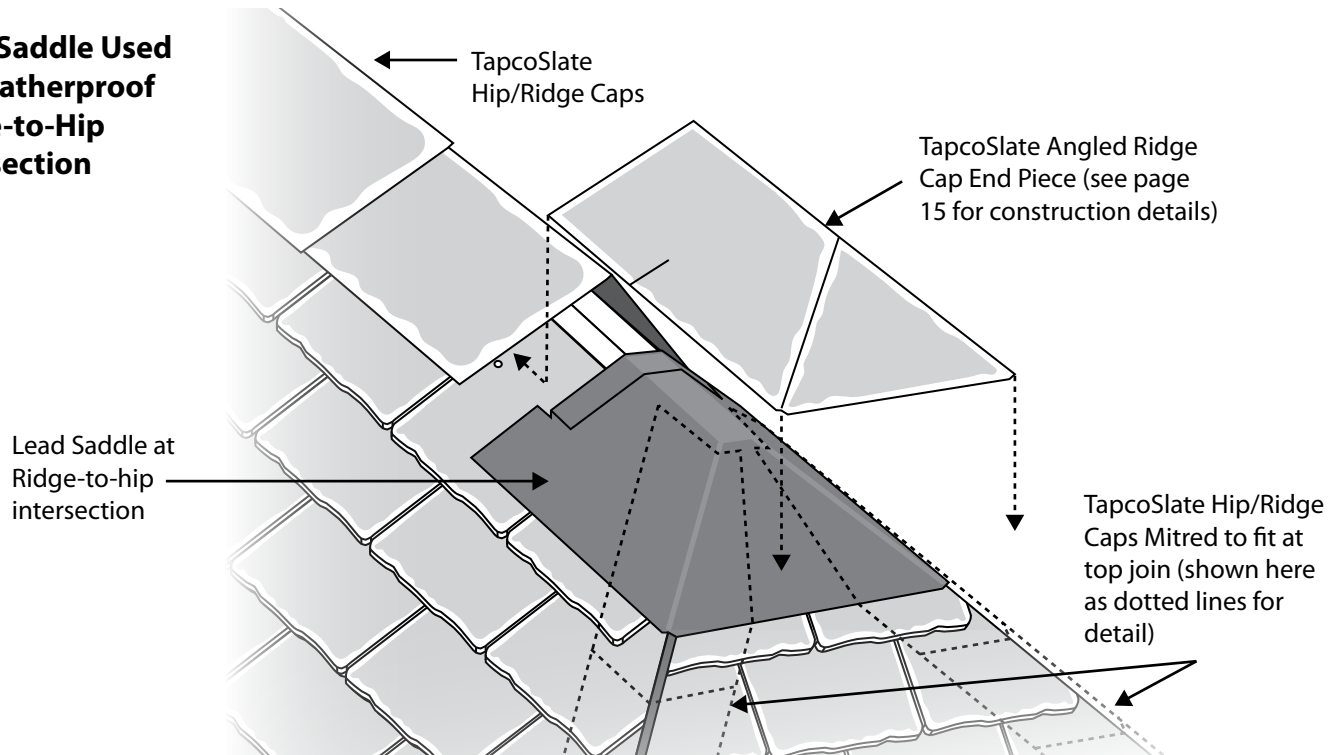 Saddle Used
atherproof
-to-Hip
section
TapcoSlate
Hip/Ridge Caps
TapcoSlate Angled Ridge
Cap End Piece (see page
15 for construction details)
Lead Saddle at
Ridge-to-hip
intersection
TapcoSlate Hip/Ridge
Caps Mitred to fit at
top join (shown here
as dotted lines for
detail)